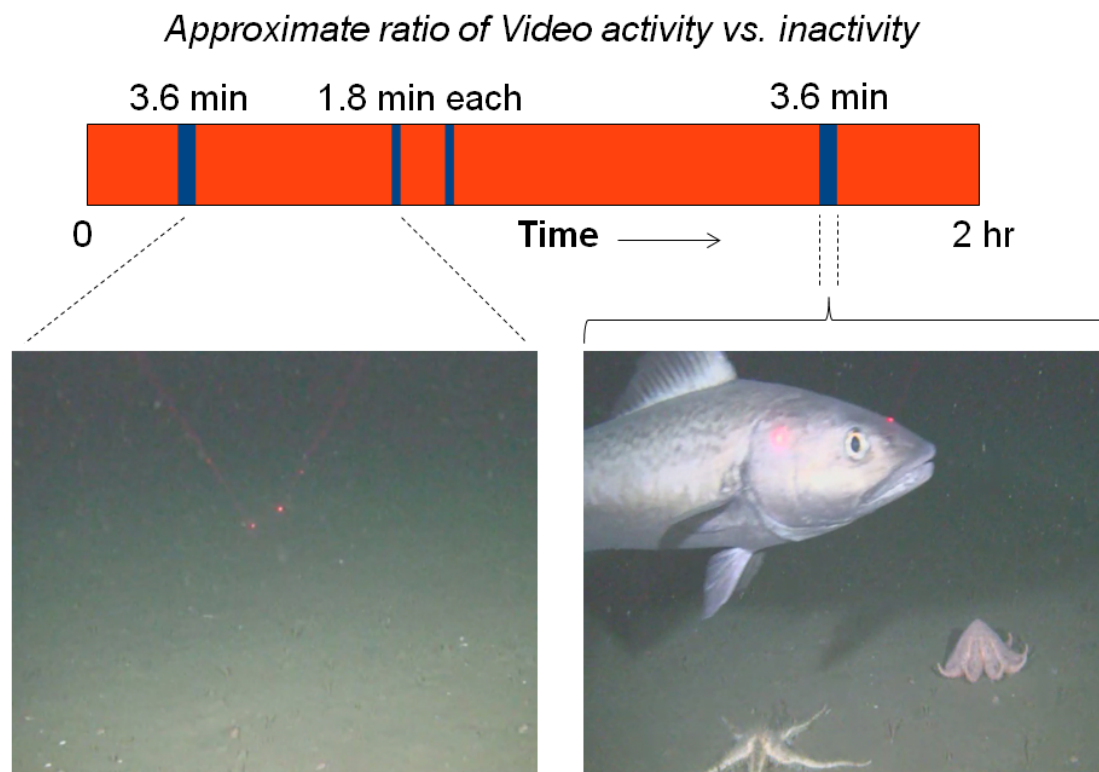 Approximate ratio of Video activity vs. inactivity
3.6 min 1.8 min each 3.6 min
0 Time 2 hr